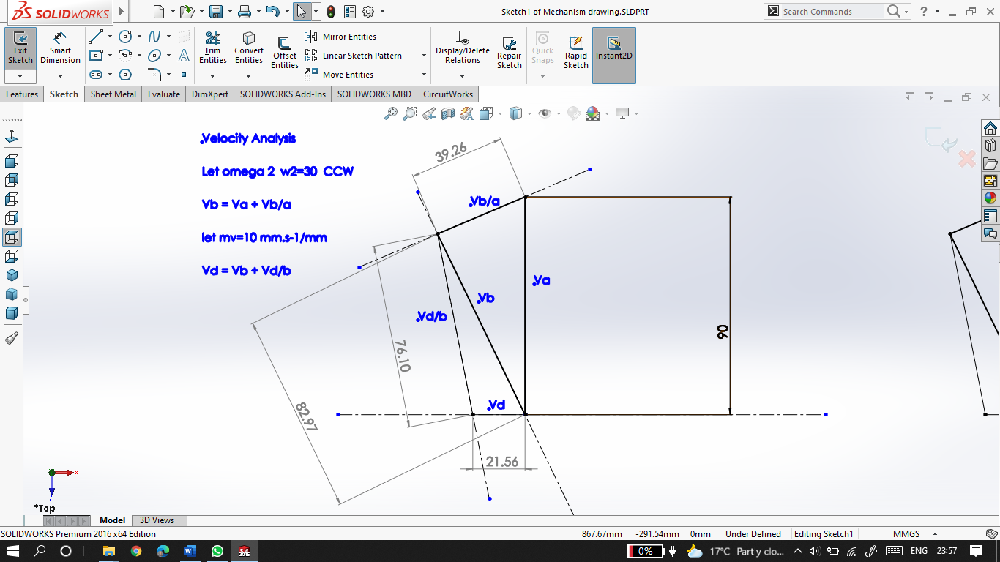 SOLIDWORKS
Sketch1 of Mechanism drawing.SLDPRT
Search Commands
?
Exit Sketch
Smart Dimension
Trim Entities
Convert Entities
Offset Entities
Mirror Entities
Linear Sketch Pattern
Move Entities
Display/Delete Relations
Repair Sketch
Quick Snaps
Rapid Sketch
Instant2D
Features
Sketch
Sheet Metal
Evaluate
DimXpert
SOLIDWORKS Add-Ins
SOLIDWORKS MBD
CircuitWorks
Velocity Analysis
Let omega 2 w2=30 CCW
Vb = Va + Vb/a
let mv=10 mm.s-1/mm
Vd = Vb + Vd/b
39.26
Vb/a
Va
Vb
Vd/b
90
76.10
Vd
82.97
21.56
X
Z
*Top
Model
3D Views
SOLIDWORKS Premium 2016 x64 Edition
867.67mm
-291.54mm
0mm
Under Defined
Editing Sketch1
MMGS
0%
17°C Partly clo...
ENG
23:57